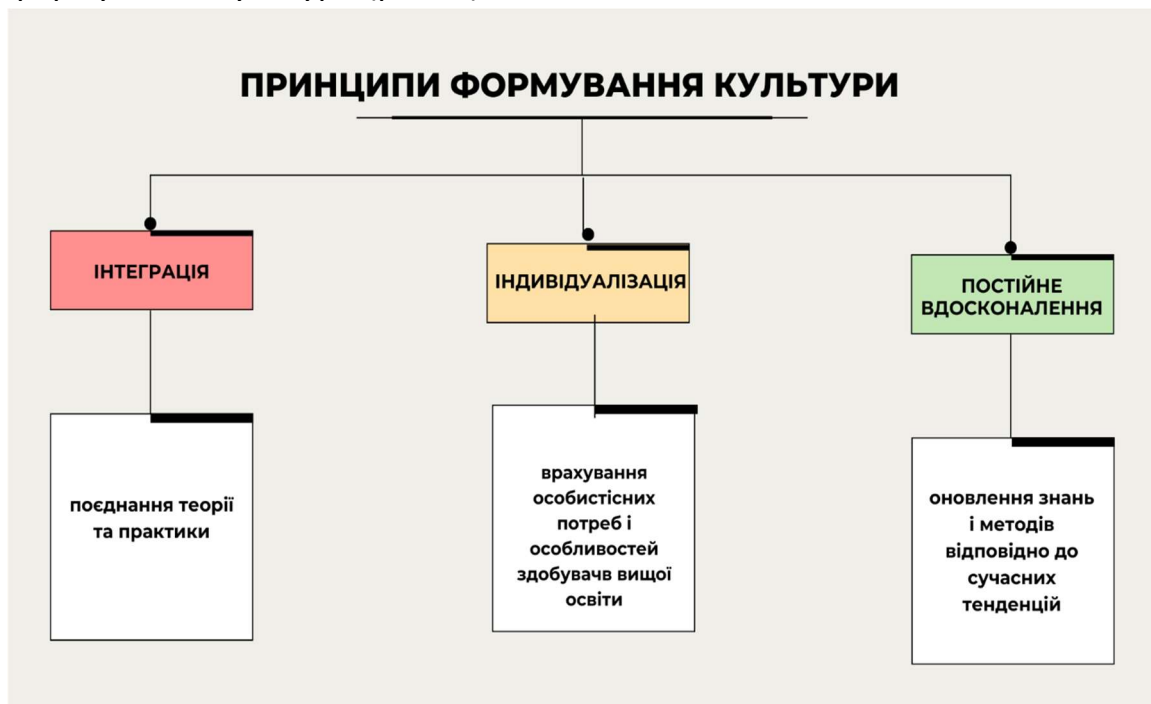 ПРИНЦИПИ ФОРМУВАННЯ КУЛЬТУРИ
ІНТЕГРАЦІЯ
поєднання теорії
та практики
ІНДИВІДУАЛІЗАЦІЯ
врахування
особистісних
потреб і
особливостей
здобувачв вищої
освіти
ПОСТІЙНЕ
ВДОСКОНАЛЕННЯ
оновлення знань
і методів
відповідно до
сучасних
тенденцій